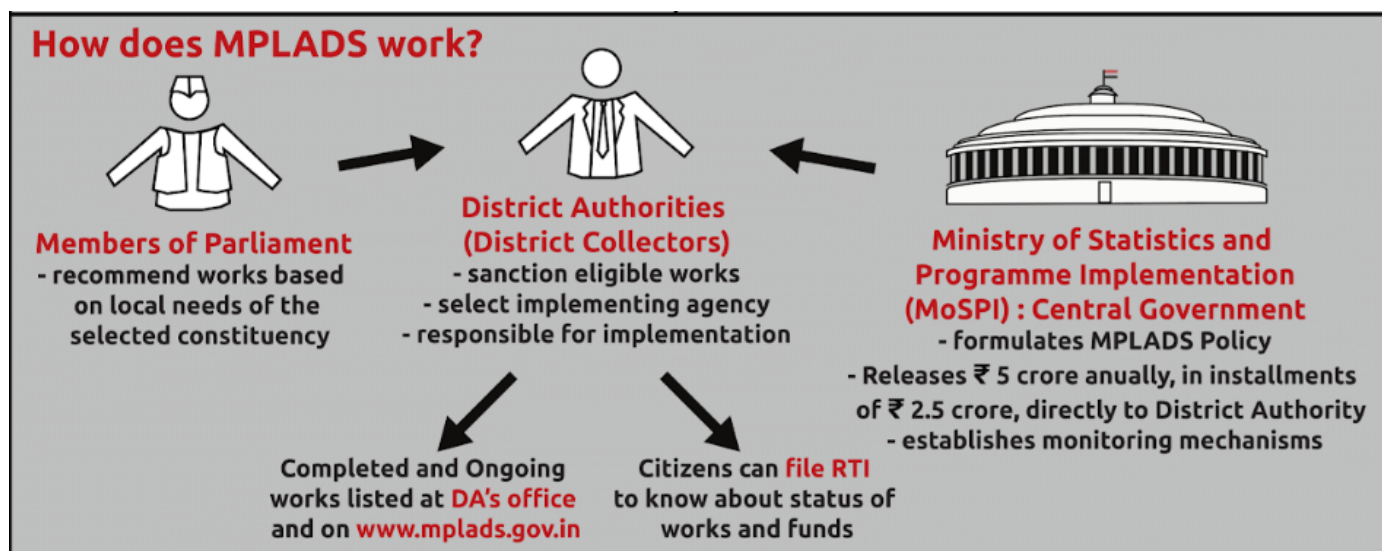 How does MPLADS work?
Members of Parliament
- recommend works based
on local needs of the
selected constituency
District Authorities
(District Collectors)
- sanction eligible works
- select implementing agency
- responsible for implementation
Ministry of Statistics and
Programme Implementation
(MoSPI) : Central Government
- formulates MPLADS Policy
- Releases ₹ 5 crore anually, in installments
of ₹ 2.5 crore, directly to District Authority
- establishes monitoring mechanisms
Completed and Ongoing
works listed at DA's office
and on www.mplads.gov.in
Citizens can file RTI
to know about status of
works and funds